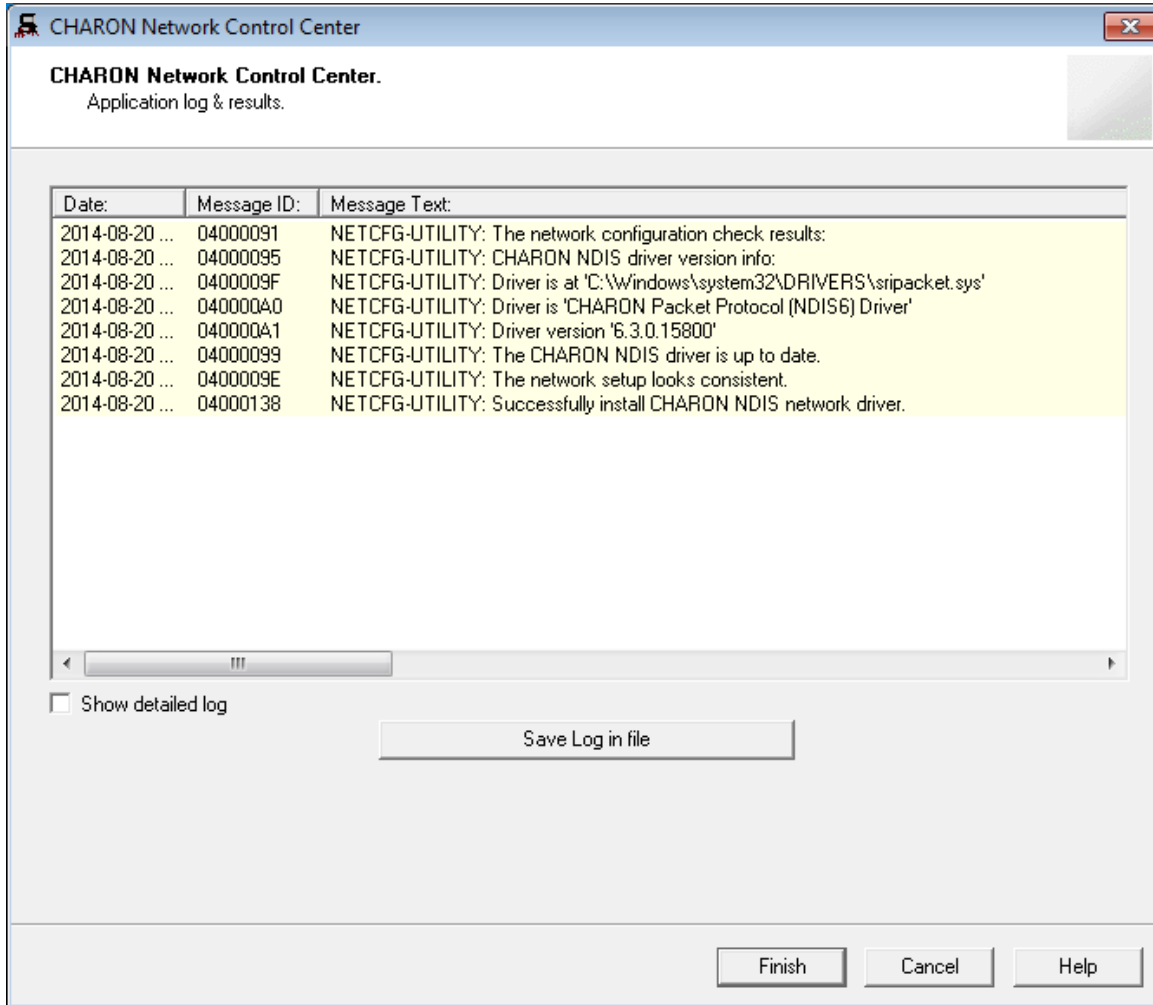 CHARON Network Control Center
CHARON Network Control Center.
Application log & results.
Date: Message ID: Message Text:
2014-08-20 ... 04000091 NETCFG-UTILITY: The network configuration check results:
2014-08-20 ... 04000095 NETCFG-UTILITY: CHARON NDIS driver version info:
2014-08-20 ... 0400009F NETCFG-UTILITY: Driver is at 'C:\Windows\system32\DRIVERS\sripacket.sys'
2014-08-20 ... 040000A0 NETCFG-UTILITY: Driver is 'CHARON Packet Protocol (NDIS6) Driver'
2014-08-20 ... 040000A1 NETCFG-UTILITY: Driver version '6.3.0.15800'
2014-08-20 ... 04000099 NETCFG-UTILITY: The CHARON NDIS driver is up to date.
2014-08-20 ... 0400009E NETCFG-UTILITY: The network setup looks consistent.
2014-08-20 ... 04000138 NETCFG-UTILITY: Successfully install CHARON NDIS network driver.
Show detailed log
Save Log in file
Finish Cancel Help